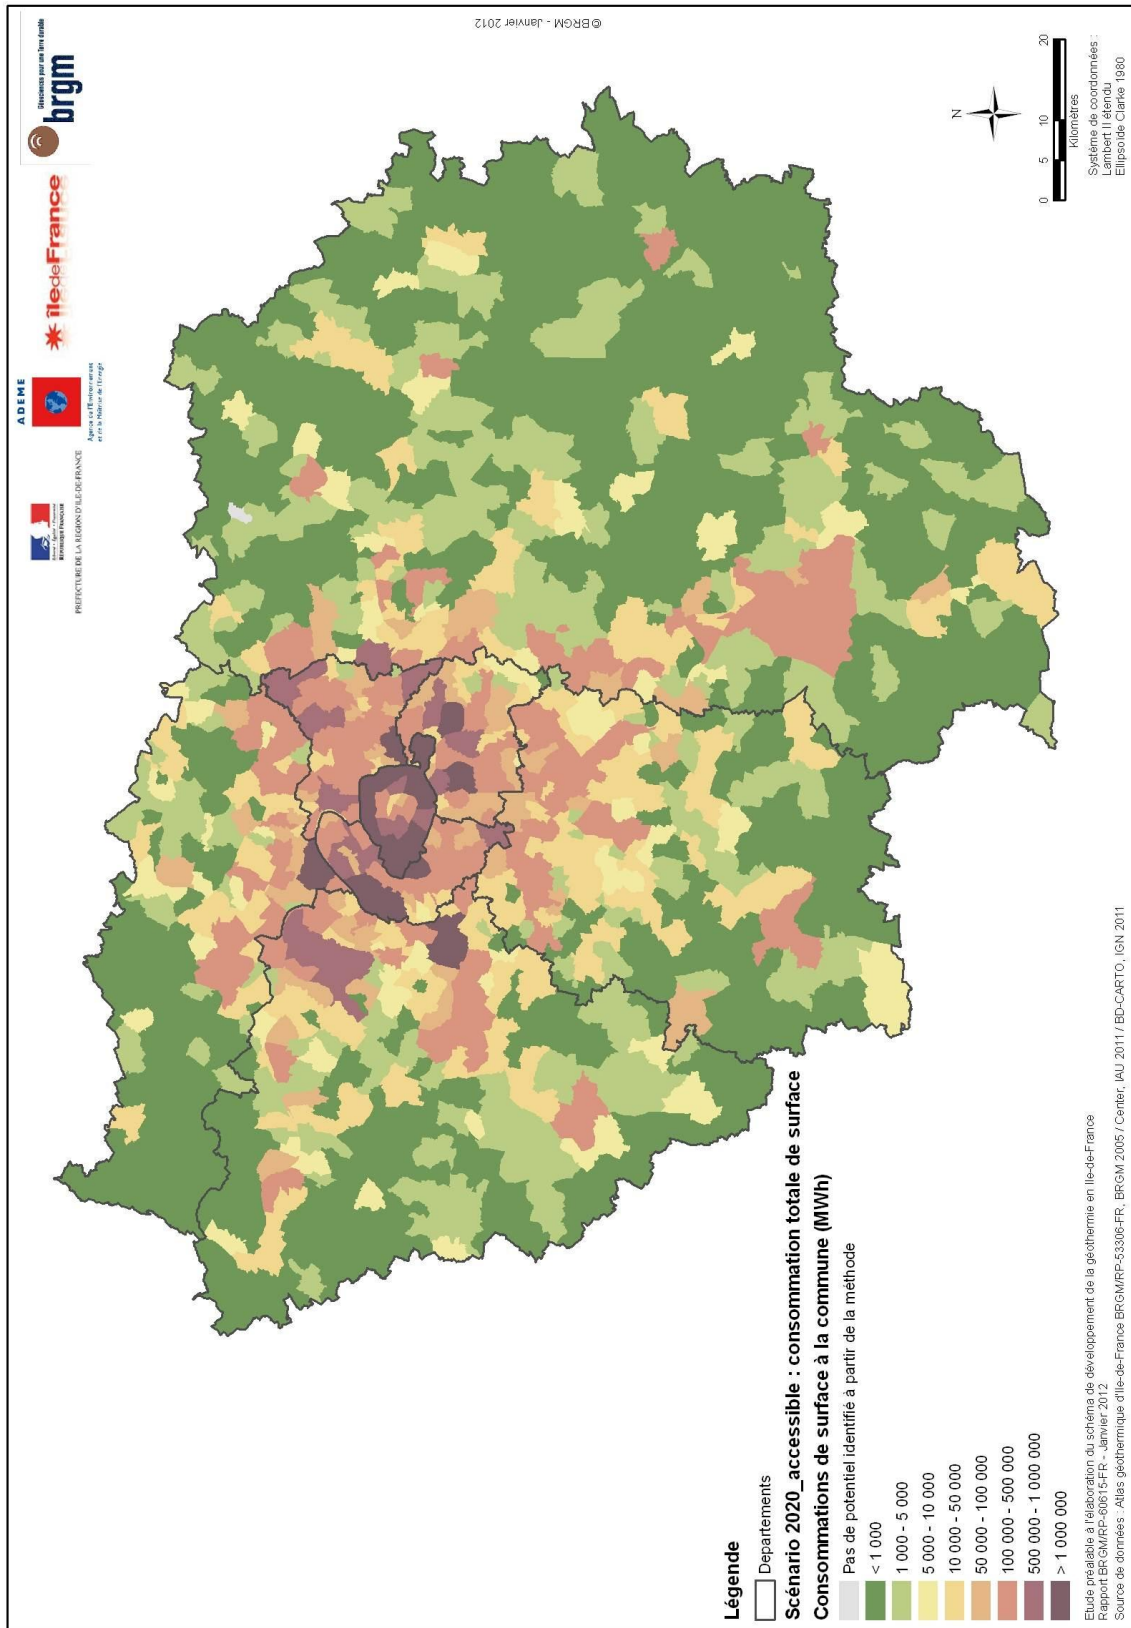 PREFECTURE DE LA REGION D'ILE-DE-FRANCE
ADEME
Agence de l'Environnement
et de la Maîtrise de l'Energie
îledeFrance
Géosciences pour une Terre durable
brgm
Légende
Departements
Scénario 2020_accessible : consommation totale de surface
Consommations de surface à la commune (MWh)
Pas de potentiel identifié à partir de la méthode
< 1 000
1 000 - 5 000
5 000 - 10 000
10 000 - 50 000
50 000 - 100 000
100 000 - 500 000
500 000 - 1 000 000
> 1 000 000
N
0 5 10 20
Kilomètres
Système de coordonnées :
Lambert II étendu
Ellipsoïde Clarke 1980
Etude préalable à l'élaboration du schéma de développement de la géothermie en Ile-de-France
Rapport BRGM/RP-60615-FR - Janvier 2012
Source de données : Atlas géothermique d'Ile-de-France BRGM/RP-53306-FR, BRGM 2005 / Ceren, IAU 2011 / BD-CARTO, IGN 2011
©BRGM - Janvier 2012